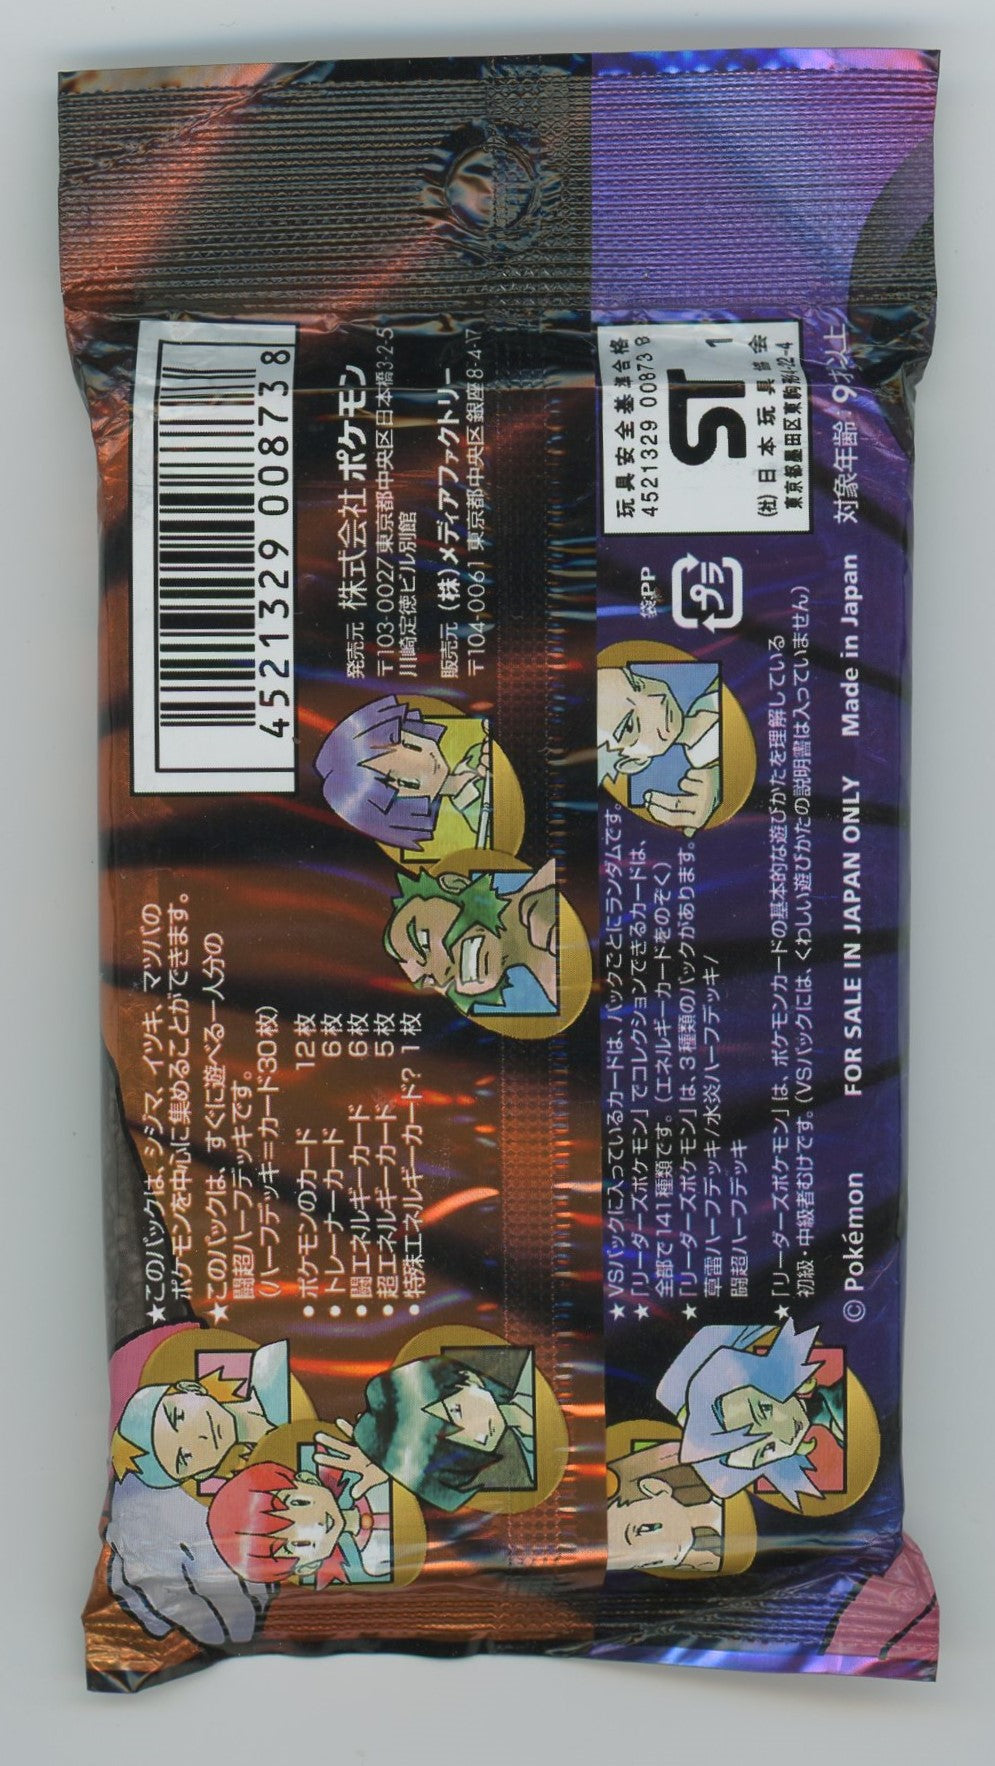 ★このパックは、シジマ、イツキ、マツバの
ポケモンを中心に集めることができます。
★このパックは、すぐに遊べる一人分の
闘超ハーフデッキです。
（ハーフデッキ＝カード30枚）
●ポケモンのカード 12枚
●トレーナーカード 6枚
●闘エネルギーカード 6枚
●超エネルギーカード 5枚
●特殊エネルギーカード? 1枚
4521329008738
発売元 株式会社ポケモン
〒103-0027 東京都中央区日本橋3-2-5
川崎定徳ビル別館
販売元 (株)メディアファクトリー
〒104-0061 東京都中央区銀座8-4-17
★VSパックに入っているカードは、パックごとにランダムです。
★「リーダーズポケモン」でコレクションできるカードは、
全部で141種類です。（エネルギーカードをのぞく）
★「リーダーズポケモン」は、3種類のパックがあります。
草雷ハーフデッキ/水炎ハーフデッキ/
闘超ハーフデッキ
★「リーダーズポケモン」は、ポケモンカードの基本的な遊びかたを理解している
初級・中級者むけです。(VSパックには、くわしい遊びかたの説明書は入っていません)
袋:PP
プラ
玩具安全基準合格
4521329 00873 8
ST 1
(社)日本玩具協会
東京都墨田区東駒形4-22-4
© Pokémon FOR SALE IN JAPAN ONLY Made in Japan 対象年齢:9才以上